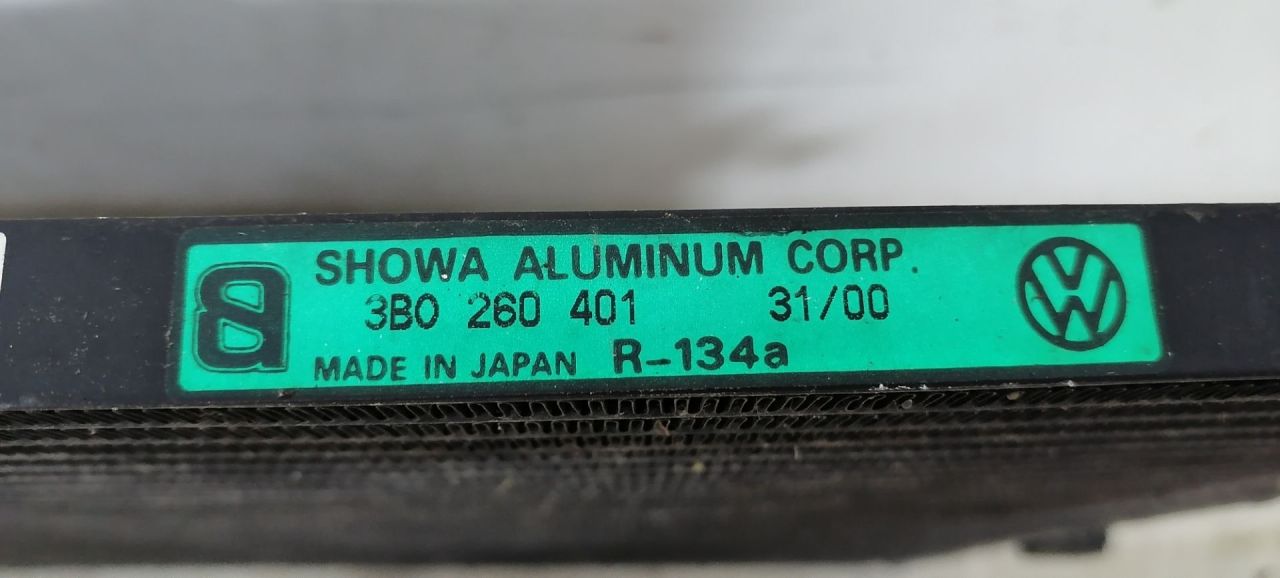 SHOWA ALUMINUM CORP.
3B0 260 401 31/00
MADE IN JAPAN R-134a